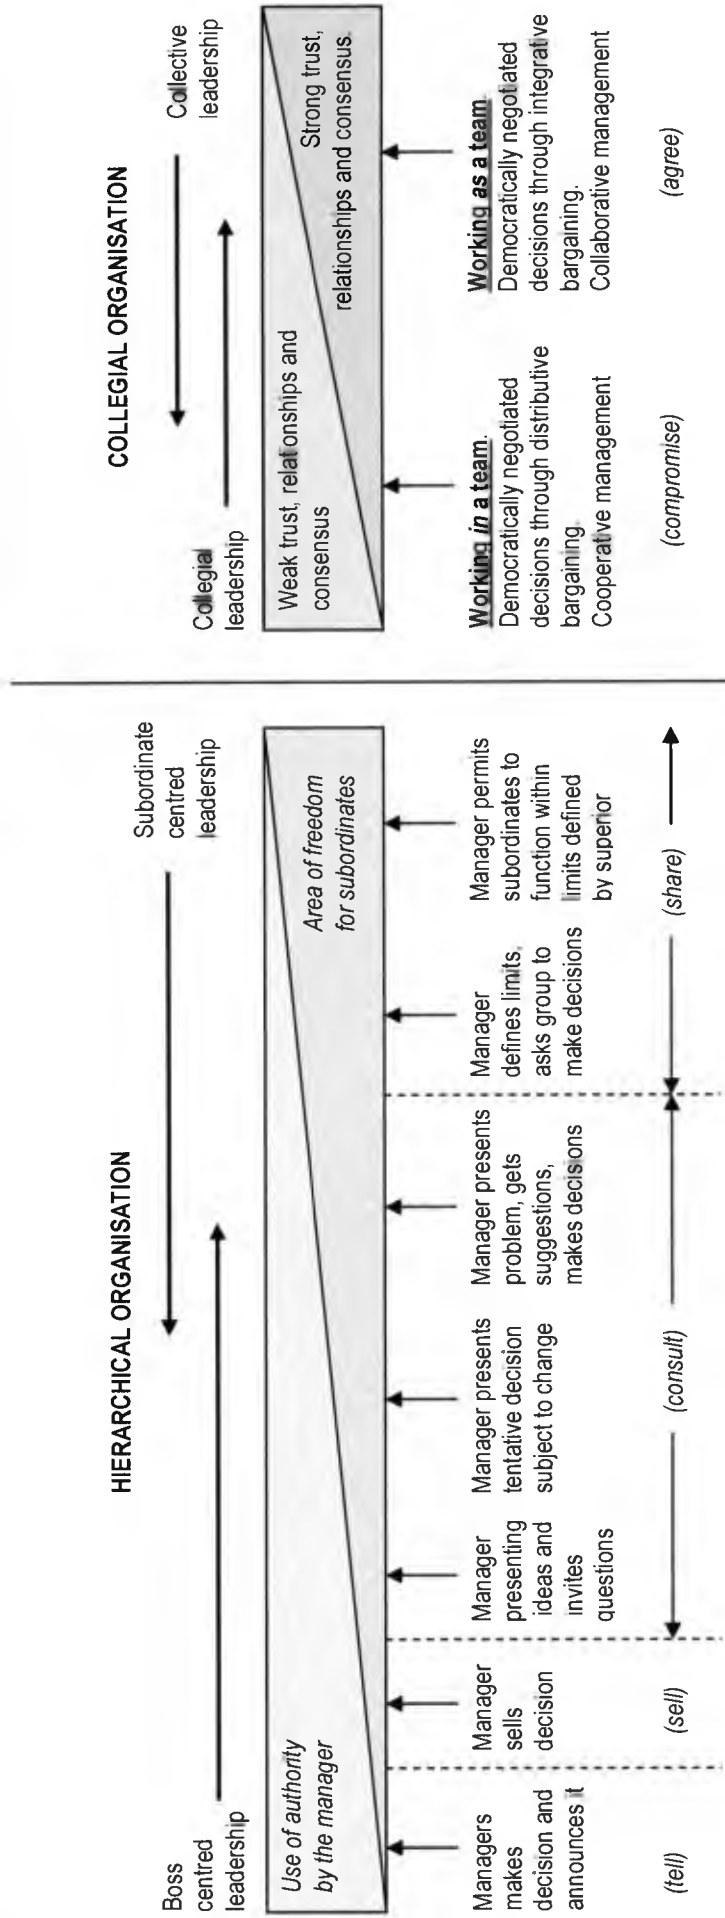 HIERARCHICAL ORGANISATION
Boss
centred
leadership
Subordinate
centred
leadership
Use of authority
by the manager
Area of freedom
for subordinates
Managers
makes
decision and
announces it
Manager
sells
decision
Manager
presenting
ideas and
invites
questions
Manager presents
tentative decision
subject to change
Manager presents
problem, gets
suggestions,
makes decisions
Manager
defines limits,
asks group to
make decisions
Manager permits
subordinates to
function within
limits defined
by superior
(tell)
(sell)
(consult)
(share)
COLLEGIAL ORGANISATION
Collegial
leadership
Collective
leadership
Weak trust, relationships and
consensus
Strong trust,
relationships and consensus.
Working in a team.
Democratically negotiated
decisions through distributive
bargaining.
Cooperative management
Working as a team.
Democratically negotiated
decisions through integrative
bargaining.
Collaborative management
(compromise)
(agree)